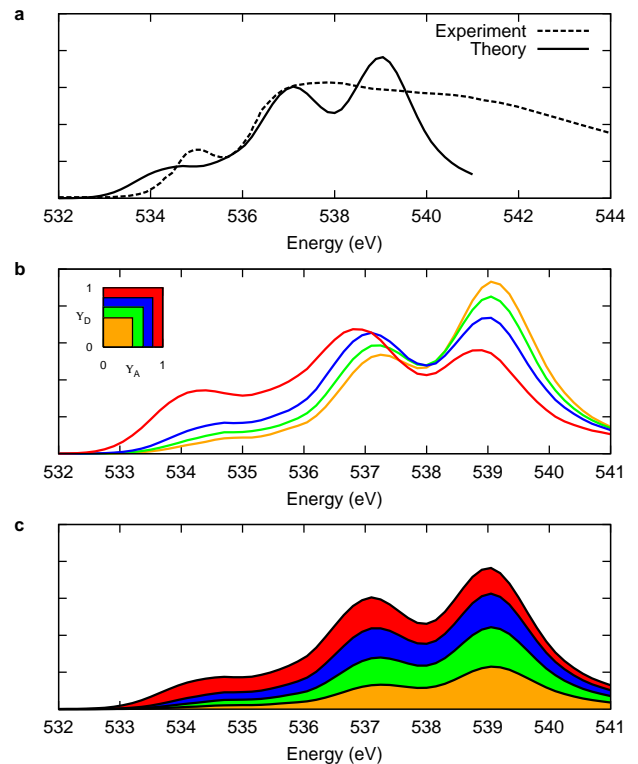 a
Experiment
Theory
532 534 536 538 540 542 544
Energy (eV)
b
1
Υ_D
0
0 Υ_A 1
532 533 534 535 536 537 538 539 540 541
Energy (eV)
c
532 533 534 535 536 537 538 539 540 541
Energy (eV)